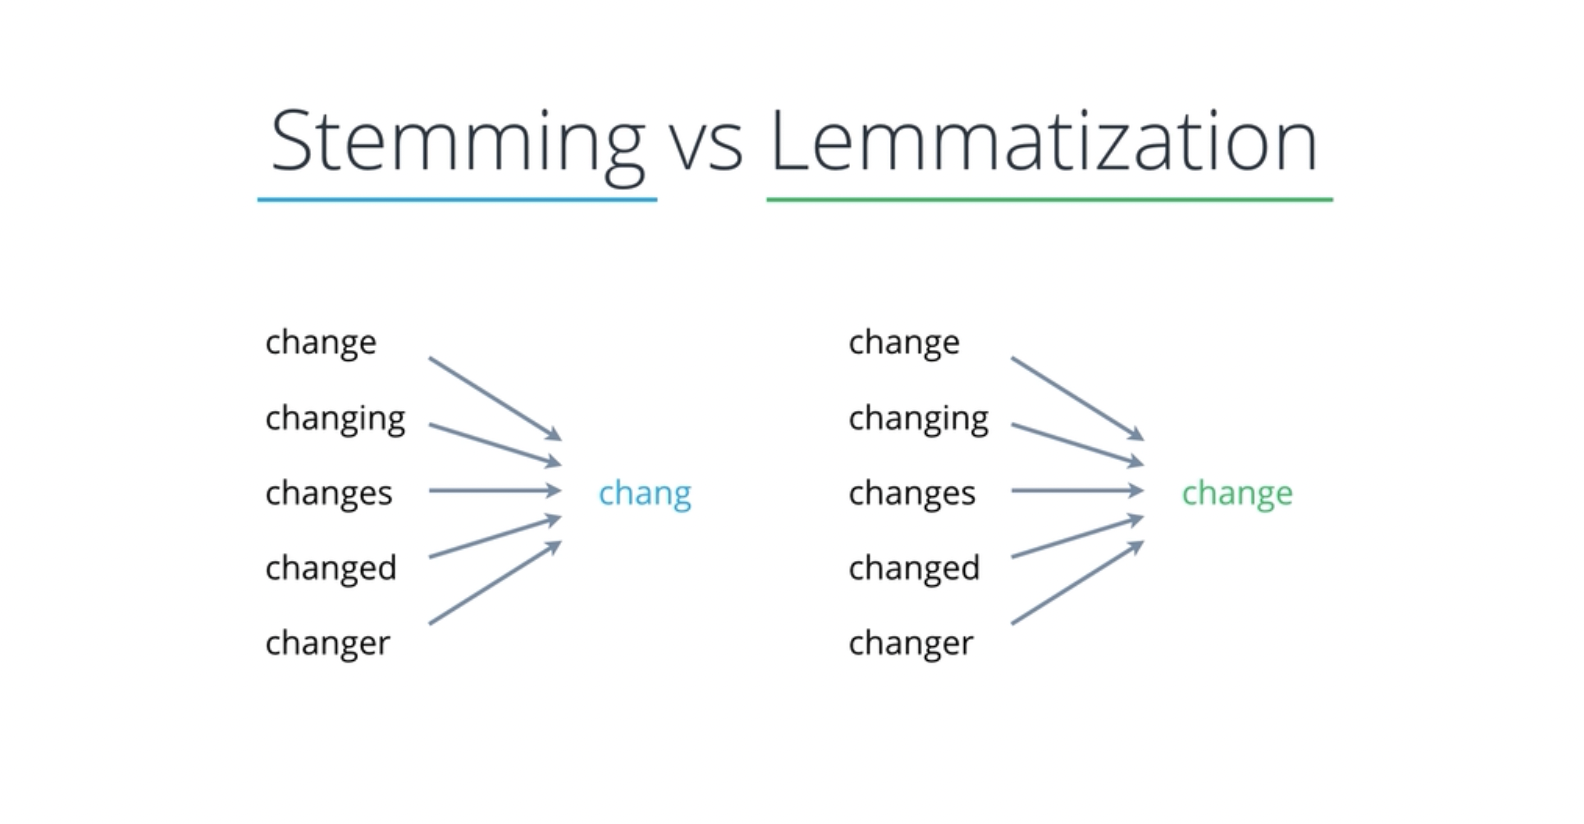 Stemming vs Lemmatization
change
changing
changes
changed
changer
chang
change
changing
changes
changed
changer
change